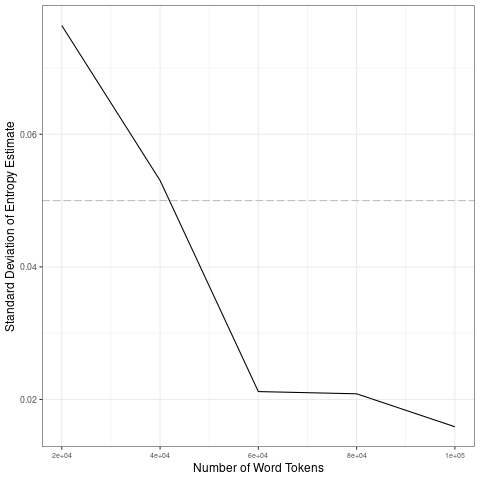 Standard Deviation of Entropy Estimate
0.06
0.04
0.02
2e+04 4e+04 6e+04 8e+04 1e+05
Number of Word Tokens